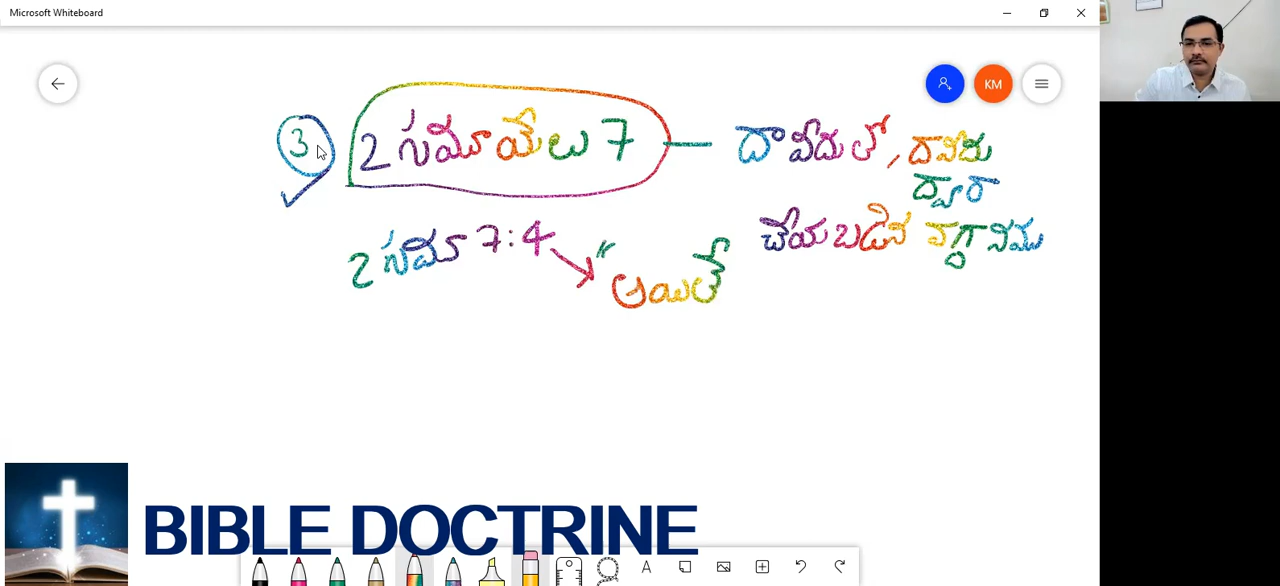 Microsoft Whiteboard
KM
3 2 సమూయేలు 7 — దావీదులో, దావీదు
ద్వారా
చేయబడిన వాగ్దానము
2 సమూ 7:4 "అయితే
BIBLE DOCTRINE